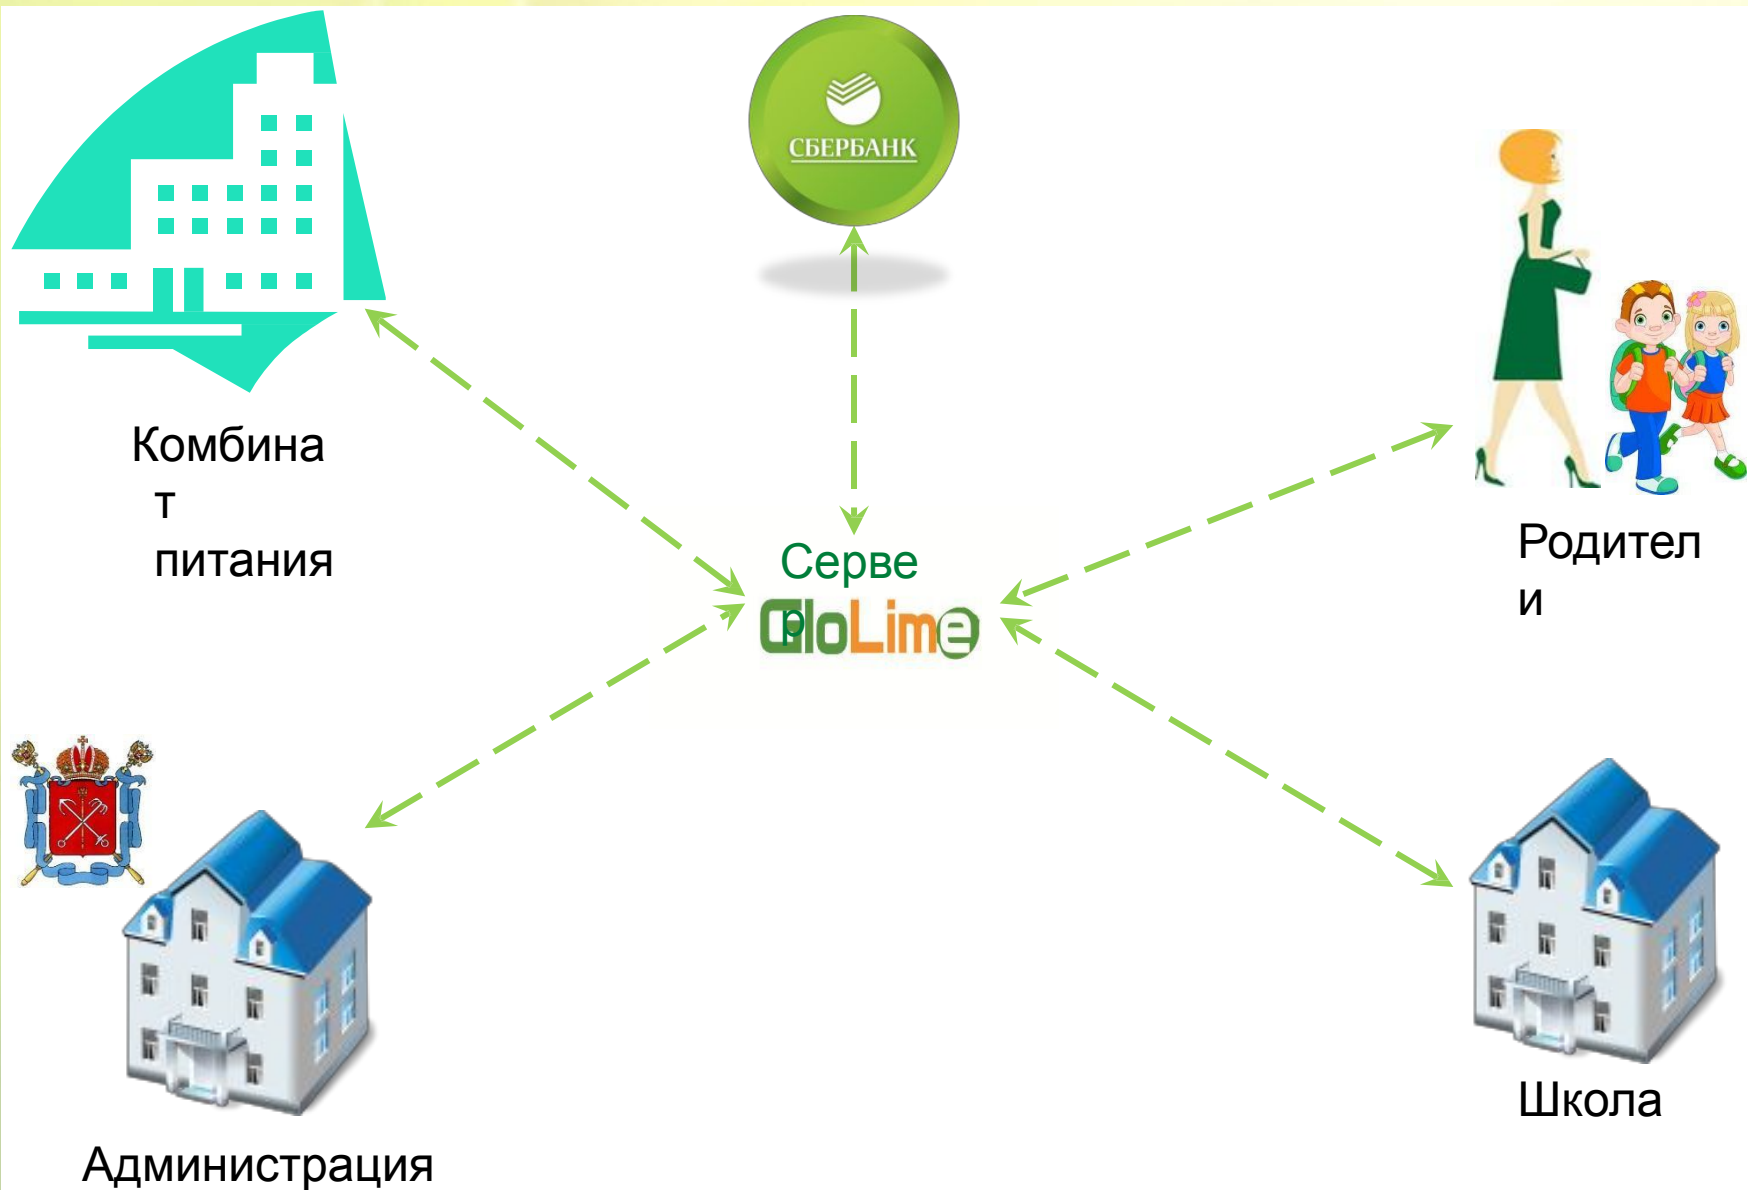 СБЕРБАНК
Комбина
т
питания
Серве
р
GloLime
Родител
и
Школа
Администрация